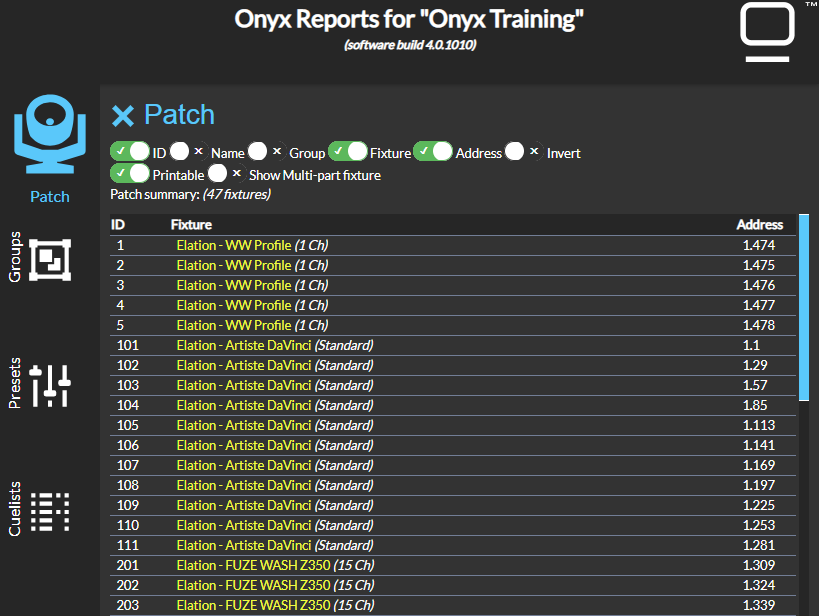 Onyx Reports for "Onyx Training"
(software build 4.0.1010)
TM
Patch
Groups
Presets
Cuelists
Patch
ID Name Group Fixture Address Invert
Printable Show Multi-part fixture
Patch summary: (47 fixtures)
ID Fixture Address
1 Elation - WW Profile (1 Ch) 1.474
2 Elation - WW Profile (1 Ch) 1.475
3 Elation - WW Profile (1 Ch) 1.476
4 Elation - WW Profile (1 Ch) 1.477
5 Elation - WW Profile (1 Ch) 1.478
101 Elation - Artiste DaVinci (Standard) 1.1
102 Elation - Artiste DaVinci (Standard) 1.29
103 Elation - Artiste DaVinci (Standard) 1.57
104 Elation - Artiste DaVinci (Standard) 1.85
105 Elation - Artiste DaVinci (Standard) 1.113
106 Elation - Artiste DaVinci (Standard) 1.141
107 Elation - Artiste DaVinci (Standard) 1.169
108 Elation - Artiste DaVinci (Standard) 1.197
109 Elation - Artiste DaVinci (Standard) 1.225
110 Elation - Artiste DaVinci (Standard) 1.253
111 Elation - Artiste DaVinci (Standard) 1.281
201 Elation - FUZE WASH Z350 (15 Ch) 1.309
202 Elation - FUZE WASH Z350 (15 Ch) 1.324
203 Elation - FUZE WASH Z350 (15 Ch) 1.339